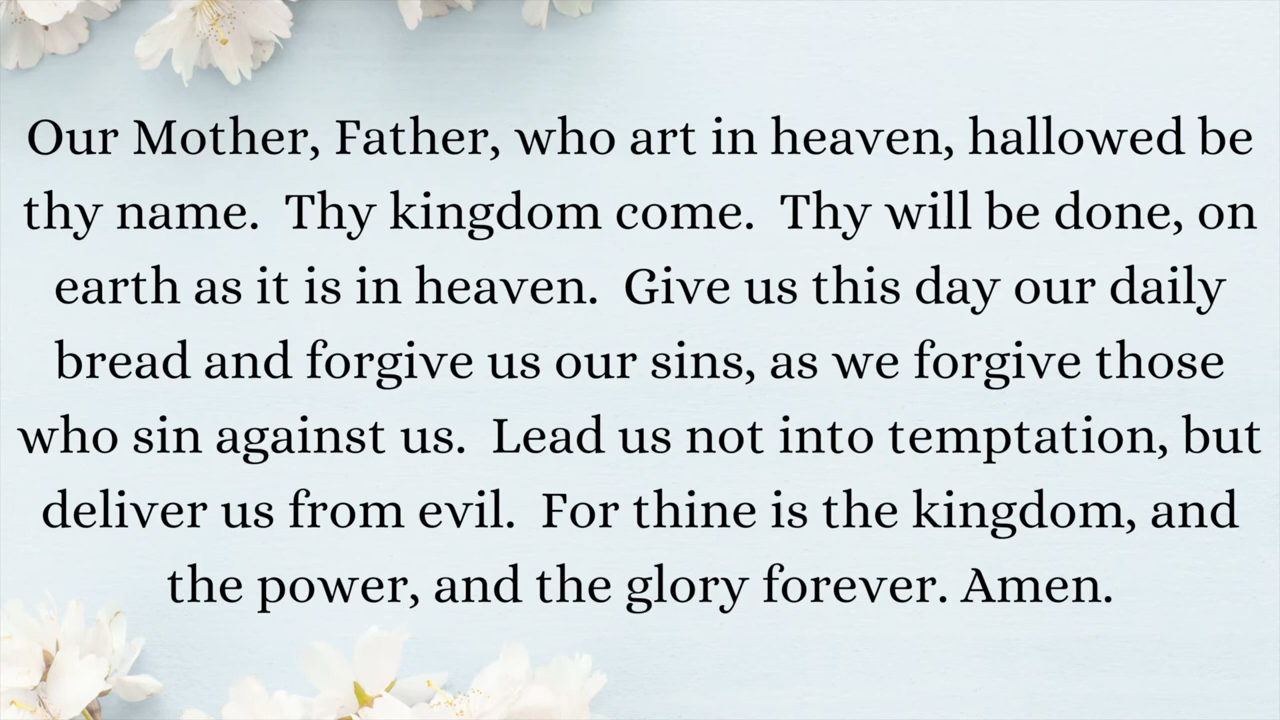 Our Mother, Father, who art in heaven, hallowed be
thy name.  Thy kingdom come.  Thy will be done, on
earth as it is in heaven.  Give us this day our daily
bread and forgive us our sins, as we forgive those
who sin against us.  Lead us not into temptation, but
deliver us from evil.  For thine is the kingdom, and
the power, and the glory forever. Amen.